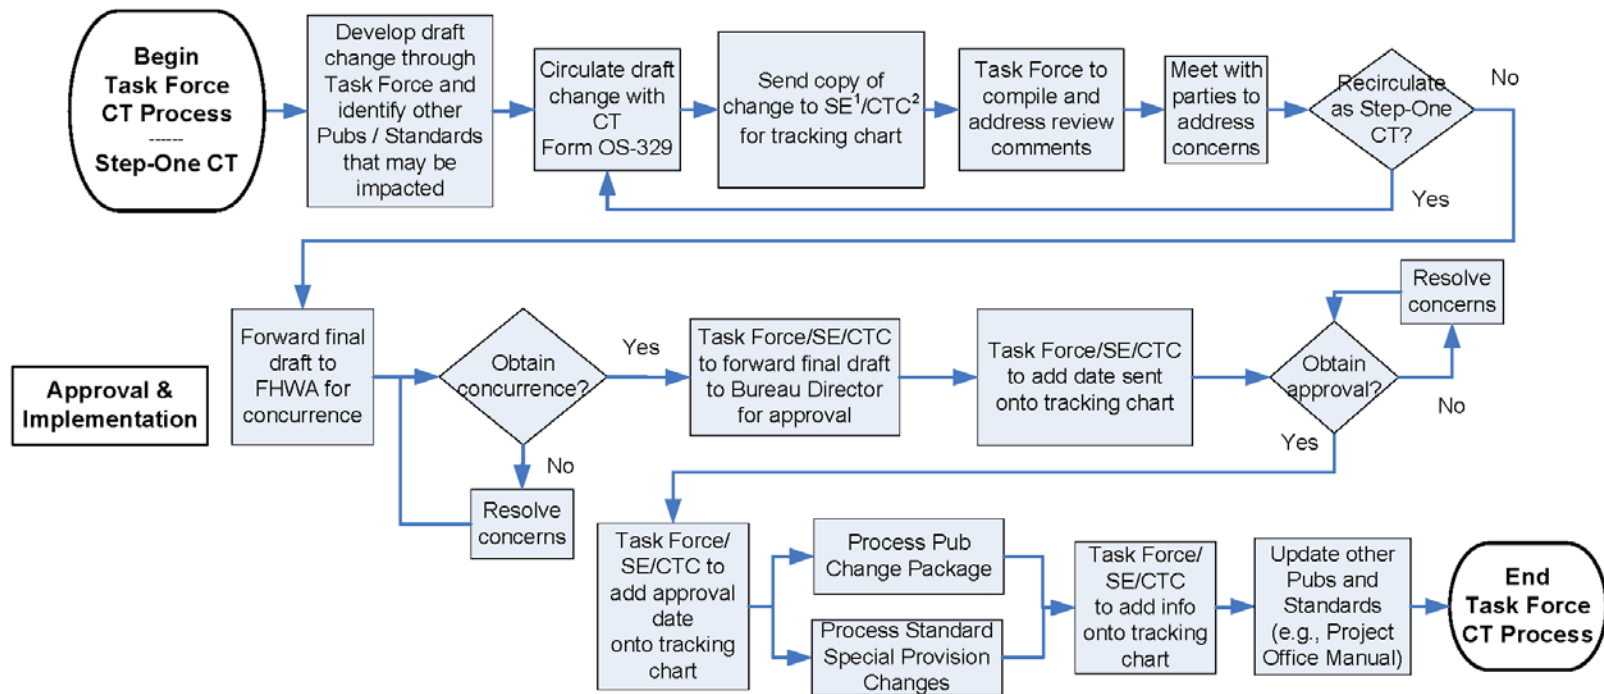 Begin
Task Force
CT Process
------
Step-One CT
Develop draft
change through
Task Force and
identify other
Pubs / Standards
that may be
impacted
Circulate draft
change with
CT
Form OS-329
Send copy of
change to SE¹/CTC²
for tracking chart
Task Force to
compile and
address review
comments
Meet with
parties to
address
concerns
Recirculate
as Step-One
CT?
No
Yes
Approval &
Implementation
Forward final
draft to
FHWA for
concurrence
Obtain
concurrence?
Yes
No
Resolve
concerns
Task Force/SE/CTC
to forward final draft
to Bureau Director
for approval
Task Force/SE/CTC
to add date sent
onto tracking chart
Obtain
approval?
Resolve
concerns
No
Yes
Task Force/
SE/CTC to
add approval
date
onto tracking
chart
Process Pub
Change Package
Process Standard
Special Provision
Changes
Task Force/
SE/CTC
to add info
onto tracking
chart
Update other
Pubs and
Standards
(e.g., Project
Office Manual)
End
Task Force
CT Process